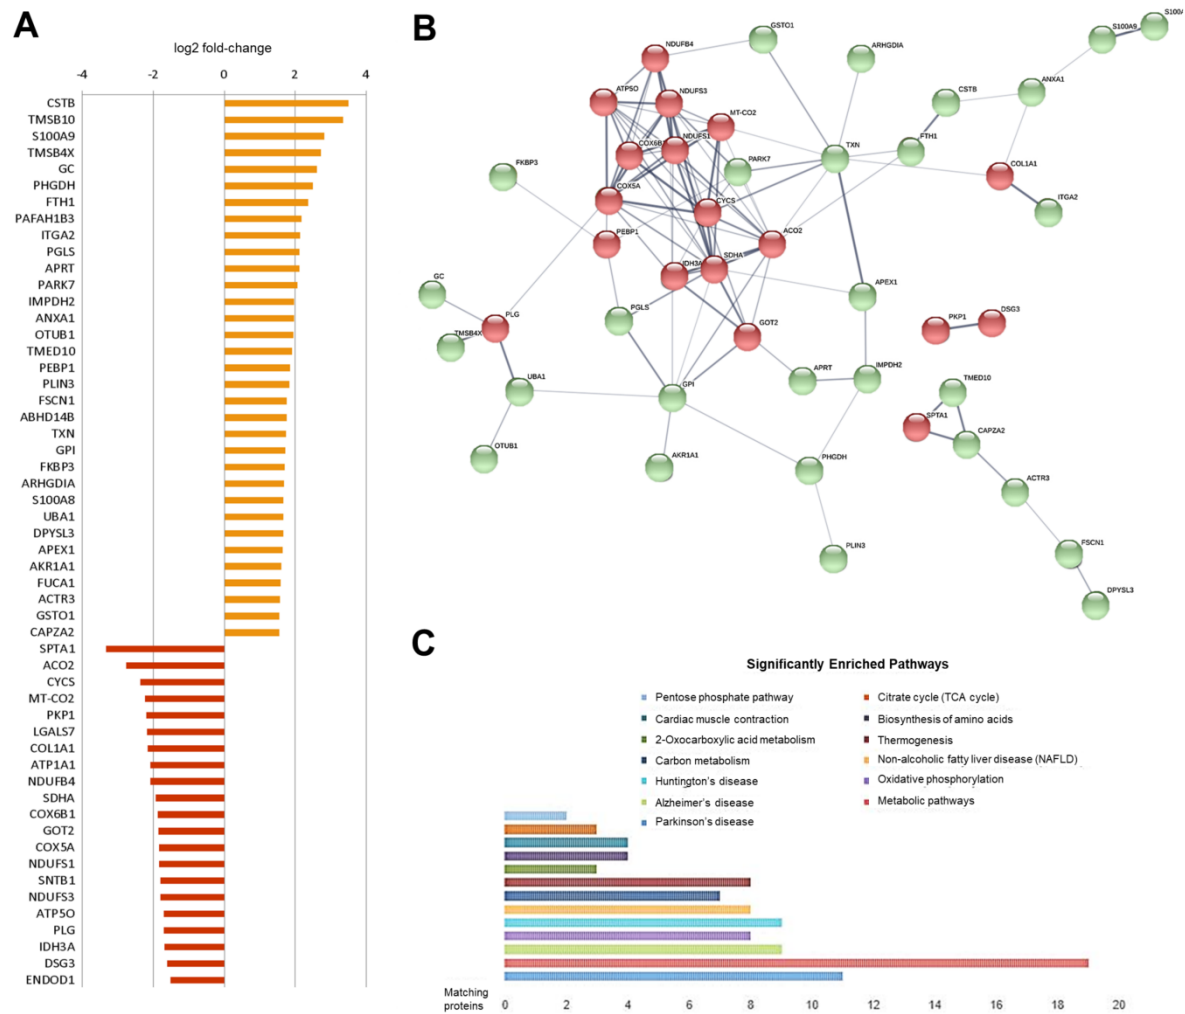 A
log2 fold-change
-4 -2 0 2 4
CSTB
TMSB10
S100A9
TMSB4X
GC
PHGDH
FTH1
PAFAH1B3
ITGA2
PGLS
APRT
PARK7
IMPDH2
ANXA1
OTUB1
TMED10
PEBP1
PLIN3
FSCN1
ABHD14B
TXN
GPI
FKBP3
ARHGDIA
S100A8
UBA1
DPYSL3
APEX1
AKR1A1
FUCA1
ACTR3
GSTO1
CAPZA2
SPTA1
ACO2
CYCS
MT-CO2
PKP1
LGALS7
COL1A1
ATP1A1
NDUFB4
SDHA
COX6B1
GOT2
COX5A
NDUFS1
SNTB1
NDUFS3
ATP5O
PLG
IDH3A
DSG3
ENDOD1
B
S100A
S100A9
GSTO1
NDUFB4
ARHGDIA
ANXA1
ATP5O
NDUFS3
CSTB
MT-CO2
NDUFS1
COX6B
FTH1
TXN
PARK7
FKBP3
COL1A1
COX5A
ITGA2
CYCS
PEBP1
ACO2
SDHA
IDH3A
GC
APEX1
PGLS
PLG
GOT2
PKP1
DSG3
TMSB4X
UBA1
GPI
APRT
IMPDH2
TMED10
SPTA1
CAPZA2
OTUB1
AKR1A1
PHGDH
ACTR3
PLIN3
FSCN1
DPYSL3
C
Significantly Enriched Pathways
Pentose phosphate pathway
Cardiac muscle contraction
2-Oxocarboxylic acid metabolism
Carbon metabolism
Huntington's disease
Alzheimer's disease
Parkinson's disease
Citrate cycle (TCA cycle)
Biosynthesis of amino acids
Thermogenesis
Non-alcoholic fatty liver disease (NAFLD)
Oxidative phosphorylation
Metabolic pathways
Matching
proteins
0 2 4 6 8 10 12 14 16 18 20